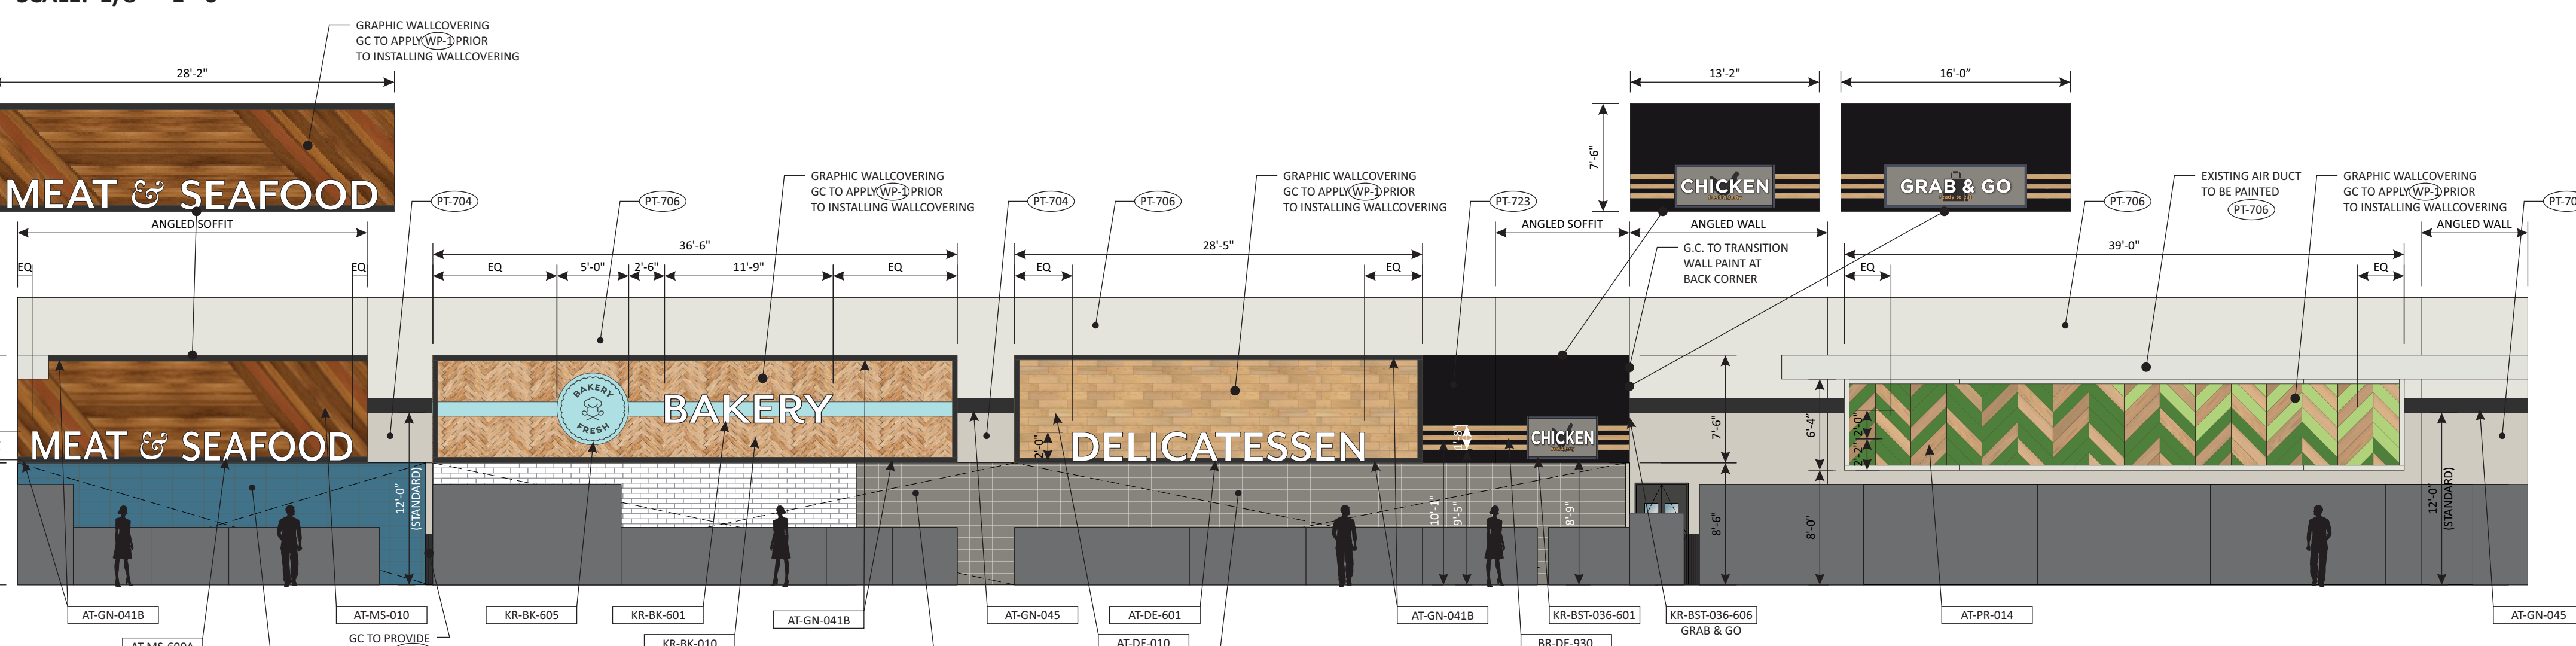 GRAPHIC WALLCOVERING
GC TO APPLY WP-1 PRIOR
TO INSTALLING WALLCOVERING
28'-2"
MEAT & SEAFOOD
ANGLED SOFFIT
EQ
EQ
PT-704
PT-706
GRAPHIC WALLCOVERING
GC TO APPLY WP-1 PRIOR
TO INSTALLING WALLCOVERING
36'-6"
EQ
5'-0"
2'-6"
11'-9"
EQ
PT-704
PT-706
GRAPHIC WALLCOVERING
GC TO APPLY WP-1 PRIOR
TO INSTALLING WALLCOVERING
28'-5"
EQ
EQ
PT-723
13'-2"
16'-0"
7'-6"
CHICKEN
GRAB & GO
ready to eat
ANGLED SOFFIT
ANGLED WALL
G.C. TO TRANSITION
WALL PAINT AT
BACK CORNER
PT-706
EXISTING AIR DUCT
TO BE PAINTED
PT-706
GRAPHIC WALLCOVERING
GC TO APPLY WP-1 PRIOR
TO INSTALLING WALLCOVERING
39'-0"
EQ
EQ
ANGLED WALL
MEAT & SEAFOOD
12'-0"
(STANDARD)
BAKERY
FRESH
BAKERY
2'-0"
DELICATESSEN
CHICKEN
10'-1"
9'-5"
8'-9"
7'-6"
8'-6"
6'-4"
8'-0"
2'-0"
2'-2"
12'-0"
(STANDARD)
AT-GN-041B
AT-MS-010
KR-BK-605
KR-BK-601
AT-GN-041B
AT-GN-045
AT-DE-601
AT-GN-041B
KR-BST-036-601
KR-BST-036-606
GRAB & GO
AT-PR-014
AT-GN-045
GC TO PROVIDE
KR-BK-010
AT-DE-010
BR-DE-930